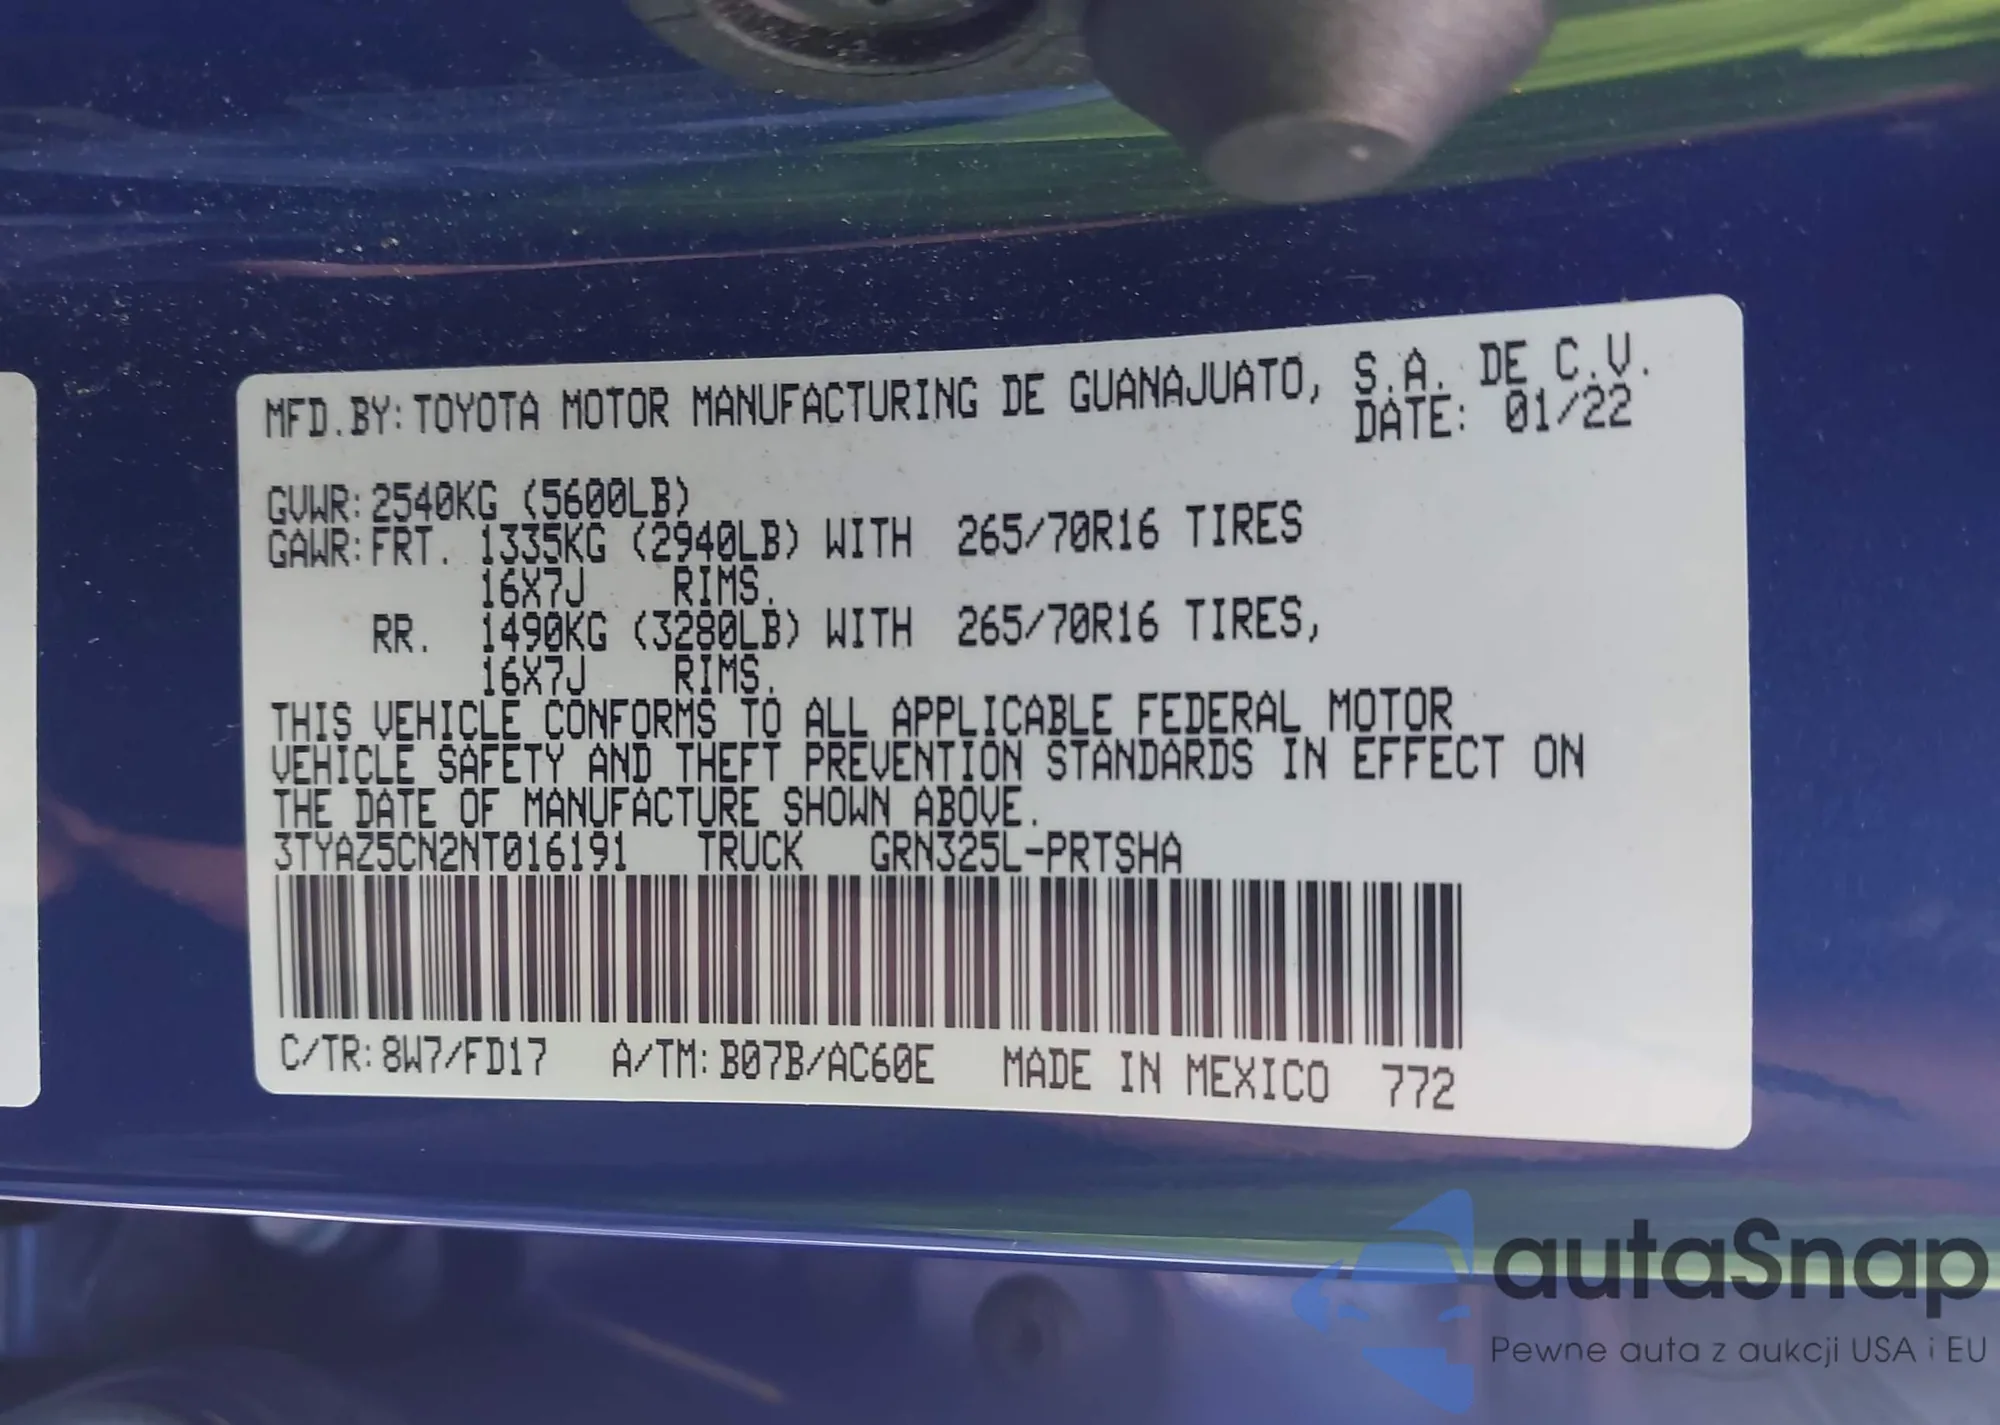 MFD.BY: TOYOTA MOTOR MANUFACTURING DE GUANAJUATO, S.A. DE C.V.
DATE: 01/22
GVWR: 2540KG (5600LB)
GAWR: FRT. 1335KG (2940LB) WITH 265/70R16 TIRES
16X7J RIMS.
RR. 1490KG (3280LB) WITH 265/70R16 TIRES,
16X7J RIMS.
THIS VEHICLE CONFORMS TO ALL APPLICABLE FEDERAL MOTOR
VEHICLE SAFETY AND THEFT PREVENTION STANDARDS IN EFFECT ON
THE DATE OF MANUFACTURE SHOWN ABOVE.
3TYAZ5CN2NT016191 TRUCK GRN325L-PRTSHA
C/TR: 8W7/FD17 A/TM: B07B/AC60E MADE IN MEXICO 772
autaSnap
Pewne auta z aukcji USA i EU